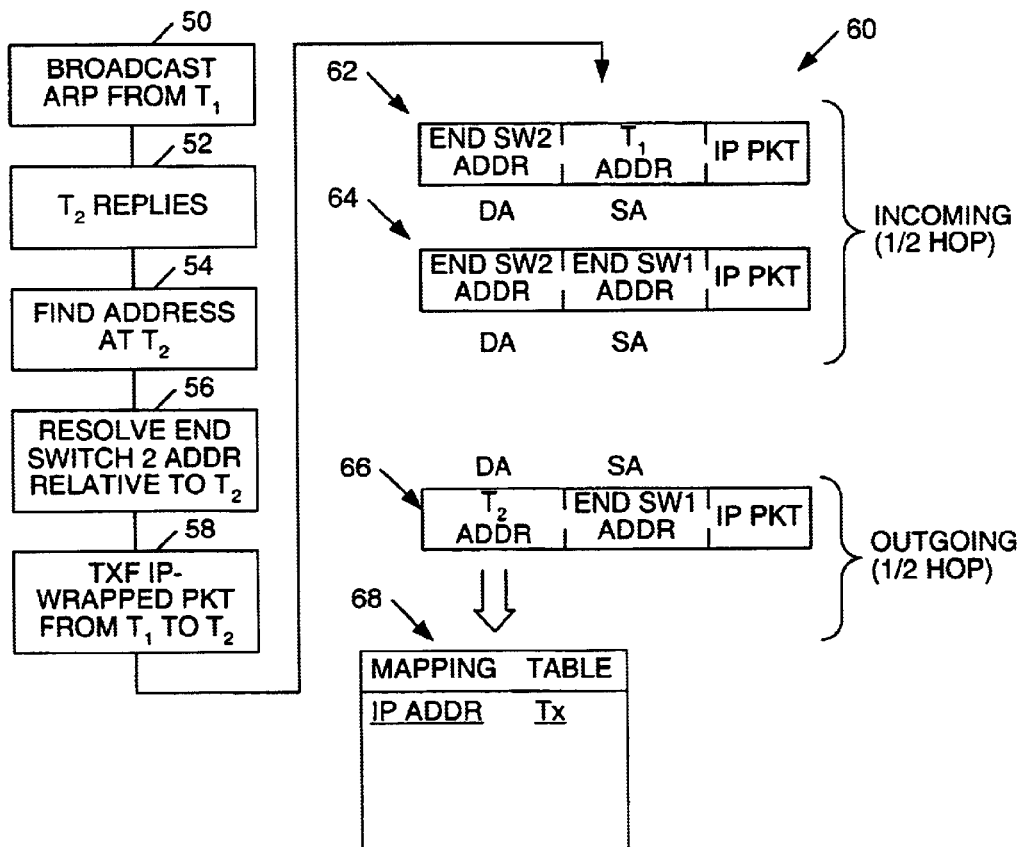 50
BROADCAST
ARP FROM T1
52
T2 REPLIES
54
FIND ADDRESS
AT T2
56
RESOLVE END
SWITCH 2 ADDR
RELATIVE TO T2
58
TXF IP-
WRAPPED PKT
FROM T1 TO T2
60
62
END SW2 ADDR
T1 ADDR
IP PKT
DA SA
64
END SW2 ADDR
END SW1 ADDR
IP PKT
DA SA
INCOMING
(1/2 HOP)
66
DA SA
T2 ADDR
END SW1 ADDR
IP PKT
OUTGOING
(1/2 HOP)
68
MAPPING TABLE
IP ADDR Tx